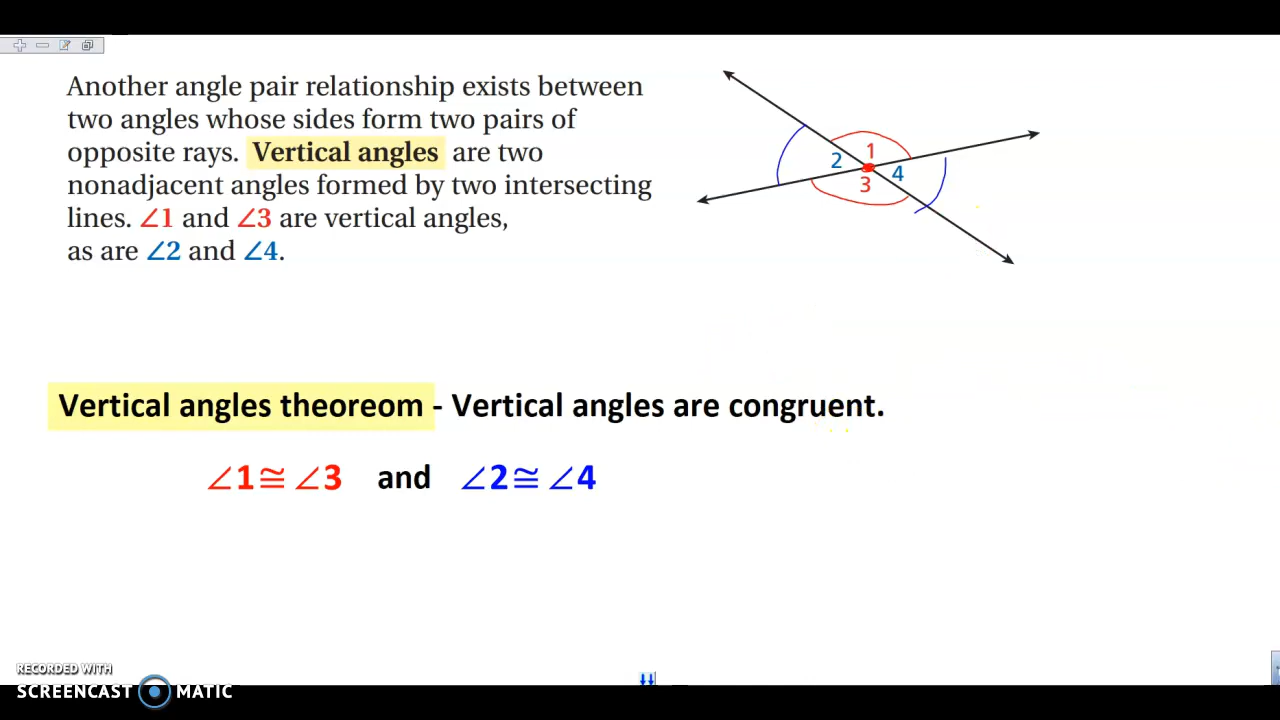 Another angle pair relationship exists between
two angles whose sides form two pairs of
opposite rays. Vertical angles are two
nonadjacent angles formed by two intersecting
lines. ∠1 and ∠3 are vertical angles,
as are ∠2 and ∠4.
1
2
4
3
Vertical angles theoreom - Vertical angles are congruent.
∠1≅∠3 and ∠2≅∠4
RECORDED WITH
SCREENCAST MATIC